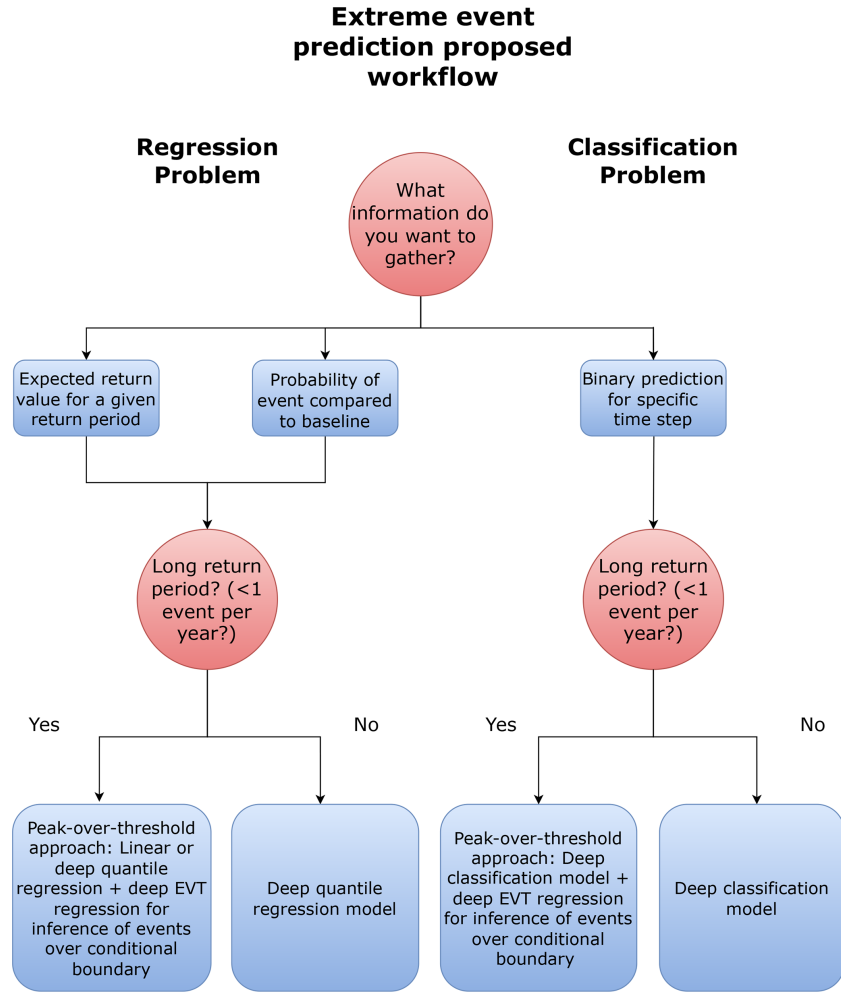 Extreme event
prediction proposed
workflow
Regression
Problem
Classification
Problem
What
information do
you want to
gather?
Expected return
value for a given
return period
Probability of
event compared
to baseline
Binary prediction
for specific
time step
Long return
period? (<1
event per
year?)
Long return
period? (<1
event per
year?)
Yes
No
Yes
No
Peak-over-threshold
approach: Linear or
deep quantile
regression + deep EVT
regression for
inference of events
over conditional
boundary
Deep quantile
regression model
Peak-over-threshold
approach: Deep
classification model +
deep EVT regression
for inference of events
over conditional
boundary
Deep classification
model